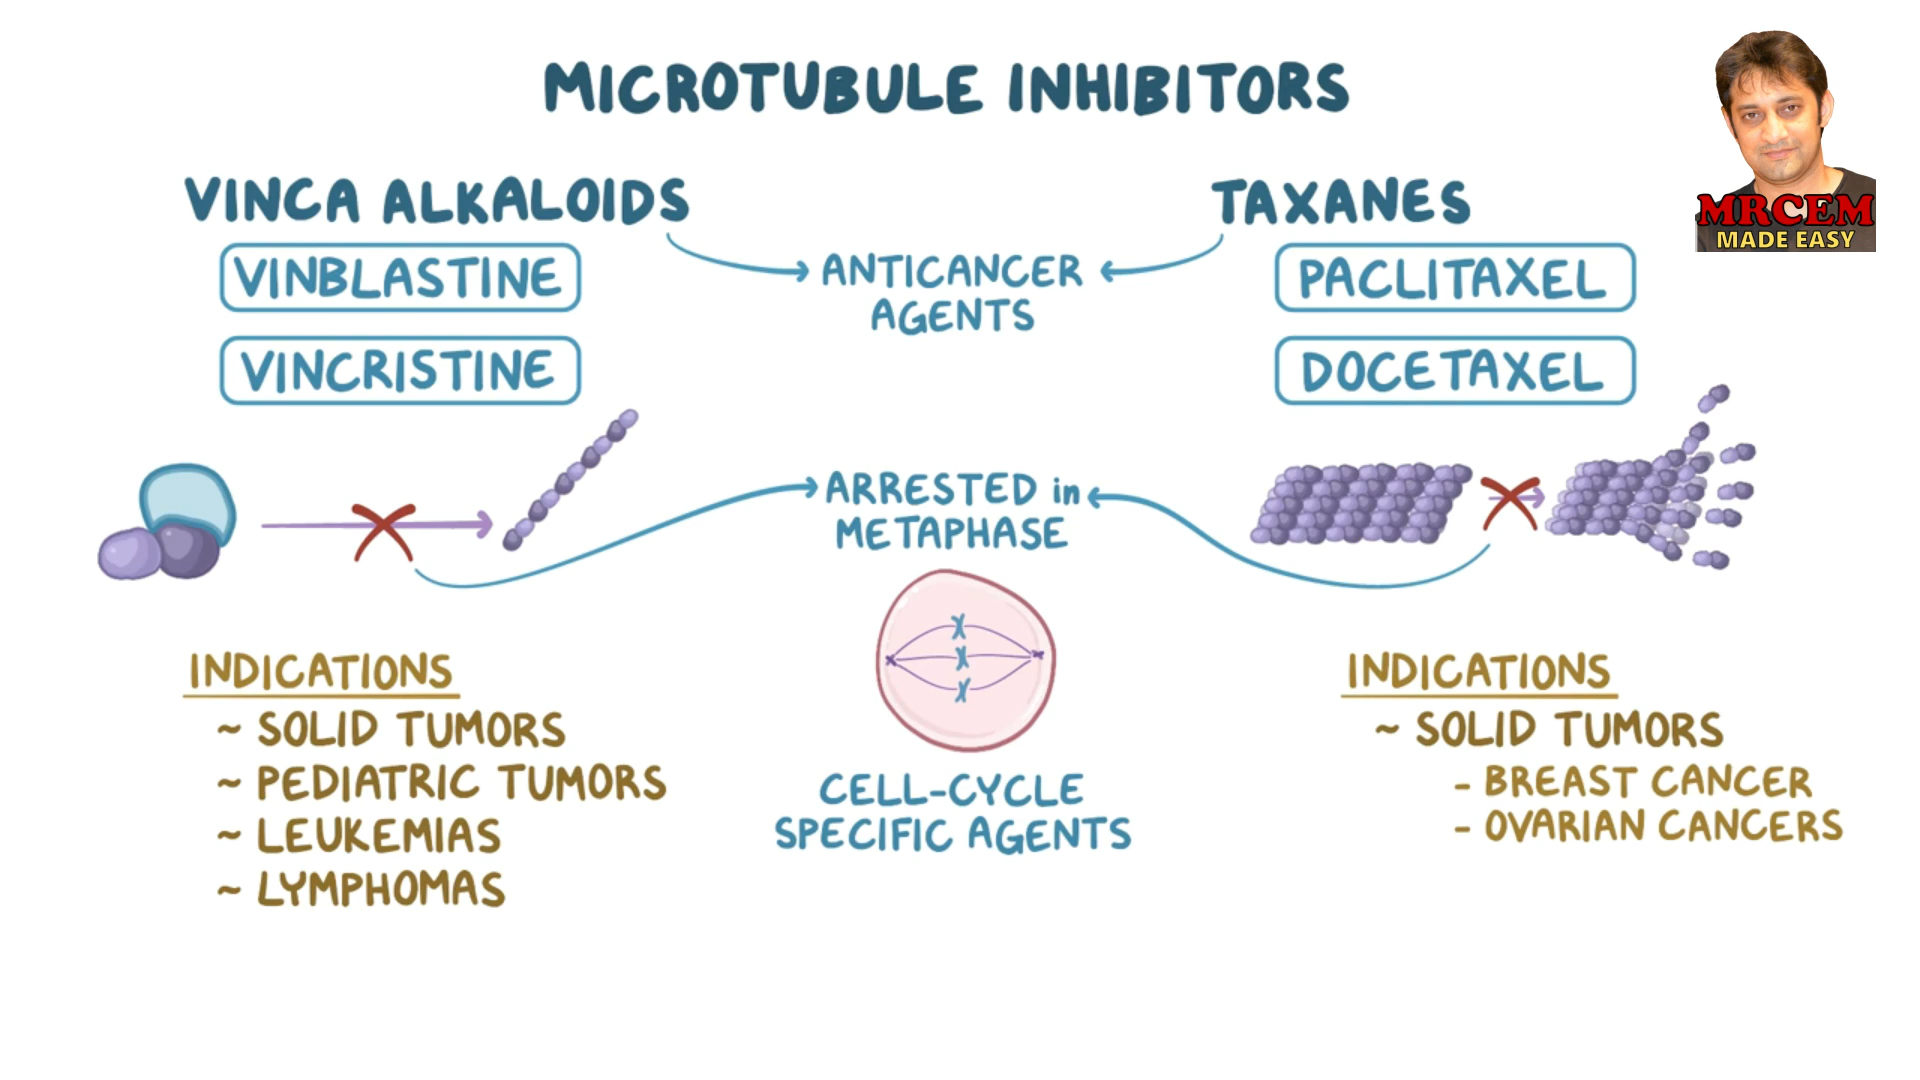 MICROTUBULE INHIBITORS
VINCA ALKALOIDS
VINBLASTINE
VINCRISTINE
TAXANES
PACLITAXEL
DOCETAXEL
MRCEM
MADE EASY
ANTICANCER
AGENTS
ARRESTED in
METAPHASE
CELL-CYCLE
SPECIFIC AGENTS
INDICATIONS
~ SOLID TUMORS
~ PEDIATRIC TUMORS
~ LEUKEMIAS
~ LYMPHOMAS
INDICATIONS
~ SOLID TUMORS
- BREAST CANCER
- OVARIAN CANCERS